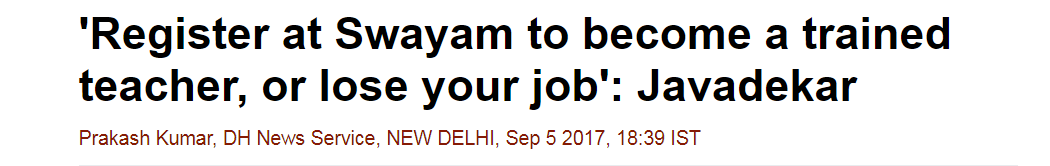 'Register at Swayam to become a trained
teacher, or lose your job': Javadekar
Prakash Kumar, DH News Service, NEW DELHI, Sep 5 2017, 18:39 IST